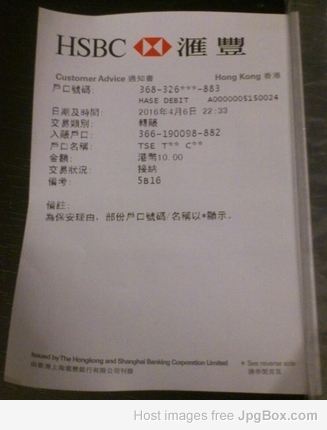 HSBC 滙豐
Customer Advice 通知書 Hong Kong 香港
戶口號碼: 368-326***-883
HASE DEBIT A0000005150024
日期及時間: 2016年4月6日 22:33
交易類別: 轉賬
入賬戶口: 366-190098-882
戶口名稱: TSE T** C**
金額: 港幣10.00
交易狀況: 接納
備考: 5B16
備註:
為保安理由, 部份戶口號碼/名稱以*顯示。
Issued by The Hongkong and Shanghai Banking Corporation Limited * See reverse side
由香港上海滙豐銀行有限公司刊發 請參閱背頁
Host images free JpgBox.com